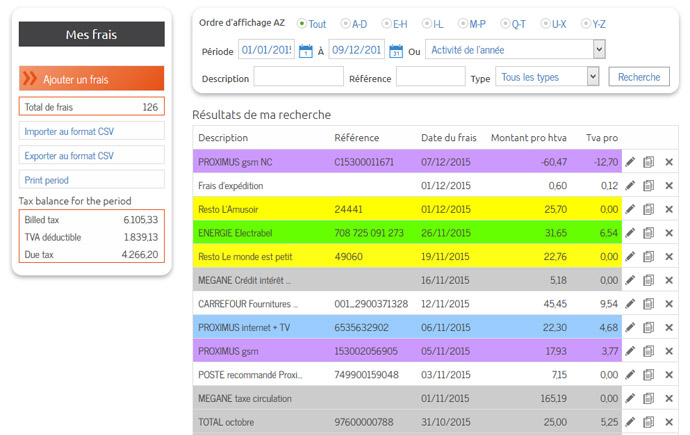 Mes frais
Ajouter un frais
Total de frais 126
Importer au format CSV
Exporter au format CSV
Print period
Tax balance for the period
Billed tax 6.105,33
TVA déductible 1.839,13
Due tax 4.266,20
Ordre d'affichage AZ Tout A-D E-H I-L M-P Q-T U-X Y-Z
Période 01/01/201 1 À 09/12/201 31 Ou Activité de l'année
Description Référence Type Tous les types Recherche
Résultats de ma recherche
Description Référence Date du frais Montant pro htva Tva pro
PROXIMUS gsm NC C15300011671 07/12/2015 -60,47 -12,70
Frais d'expédition 01/12/2015 0,60 0,12
Resto L'Amusoir 24441 01/12/2015 25,70 0,00
ENERGIE Electrabel 708 725 091 273 26/11/2015 31,65 6,54
Resto Le monde est petit 49060 19/11/2015 22,76 0,00
MEGANE Crédit intérêt ... 16/11/2015 5,18 0,00
CARREFOUR Fournitures ... 001_2900371328 12/11/2015 45,45 9,54
PROXIMUS internet + TV 6535632902 06/11/2015 22,30 4,68
PROXIMUS gsm 153002056905 05/11/2015 17,93 3,77
POSTE recommandé Proxi... 749900159048 03/11/2015 7,15 0,00
MEGANE taxe circulation 01/11/2015 165,19 0,00
TOTAL octobre 97600000788 31/10/2015 25,00 5,25